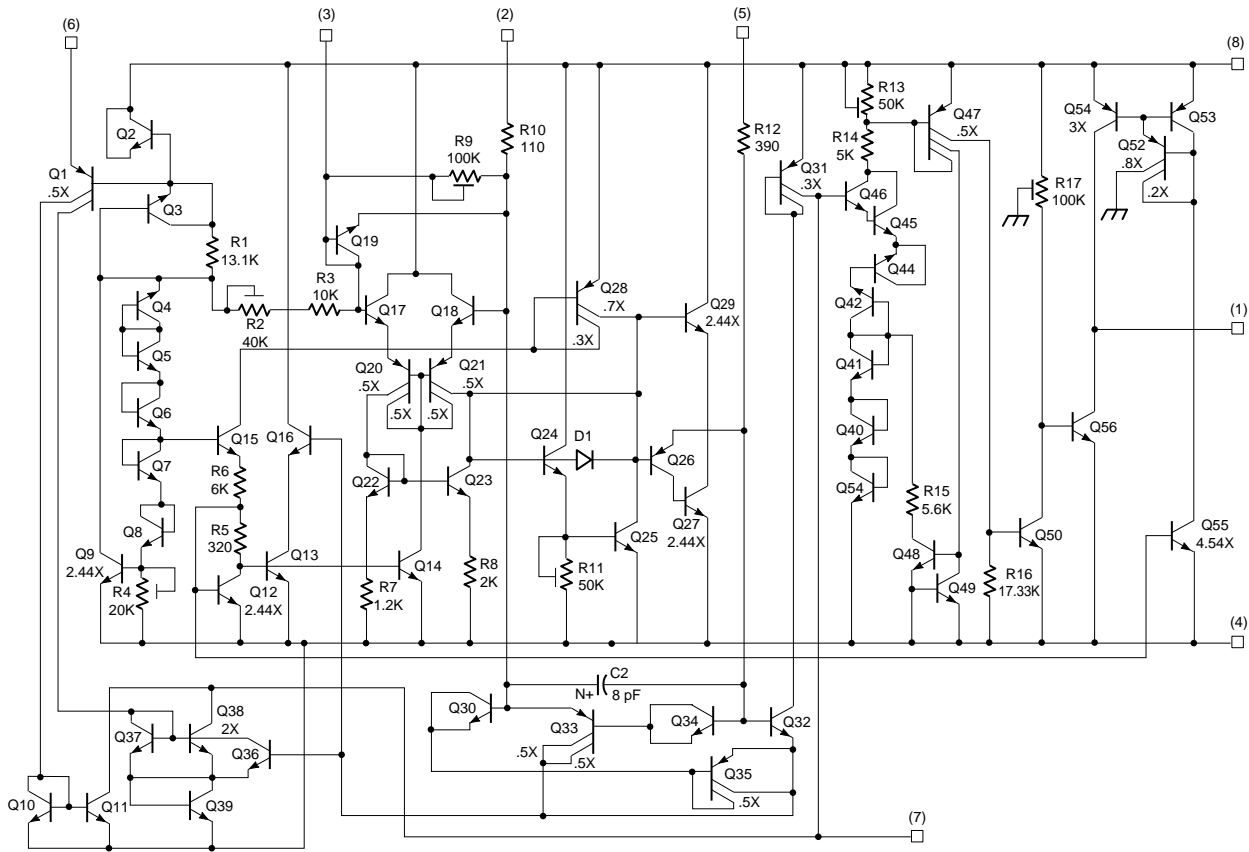 (6)
(3)
(2)
(5)
(8)
Q2
Q1
.5X
Q3
R1
13.1K
R9
100K
R10
110
R12
390
Q31
.3X
R13
50K
R14
5K
Q47
.5X
Q46
Q45
Q44
R17
100K
Q54
3X
Q52
.8X
.2X
Q53
Q19
Q4
R2
40K
R3
10K
Q17
Q18
Q28
.7X
.3X
Q29
2.44X
Q42
(1)
Q5
Q20
.5X
.5X
Q21
.5X
.5X
Q41
Q6
Q7
Q15
Q16
Q24
D1
Q26
Q40
Q56
R6
6K
Q22
Q23
Q27
2.44X
Q54
R15
5.6K
Q8
R5
320
Q13
Q25
Q50
Q55
4.54X
Q9
2.44X
R4
20K
Q12
2.44X
R7
1.2K
Q14
R8
2K
R11
50K
Q48
Q49
R16
17.33K
(4)
C2
N+
8 pF
Q30
Q33
.5X
.5X
Q34
Q32
Q38
2X
Q37
Q36
Q35
.5X
Q10
Q11
Q39
(7)